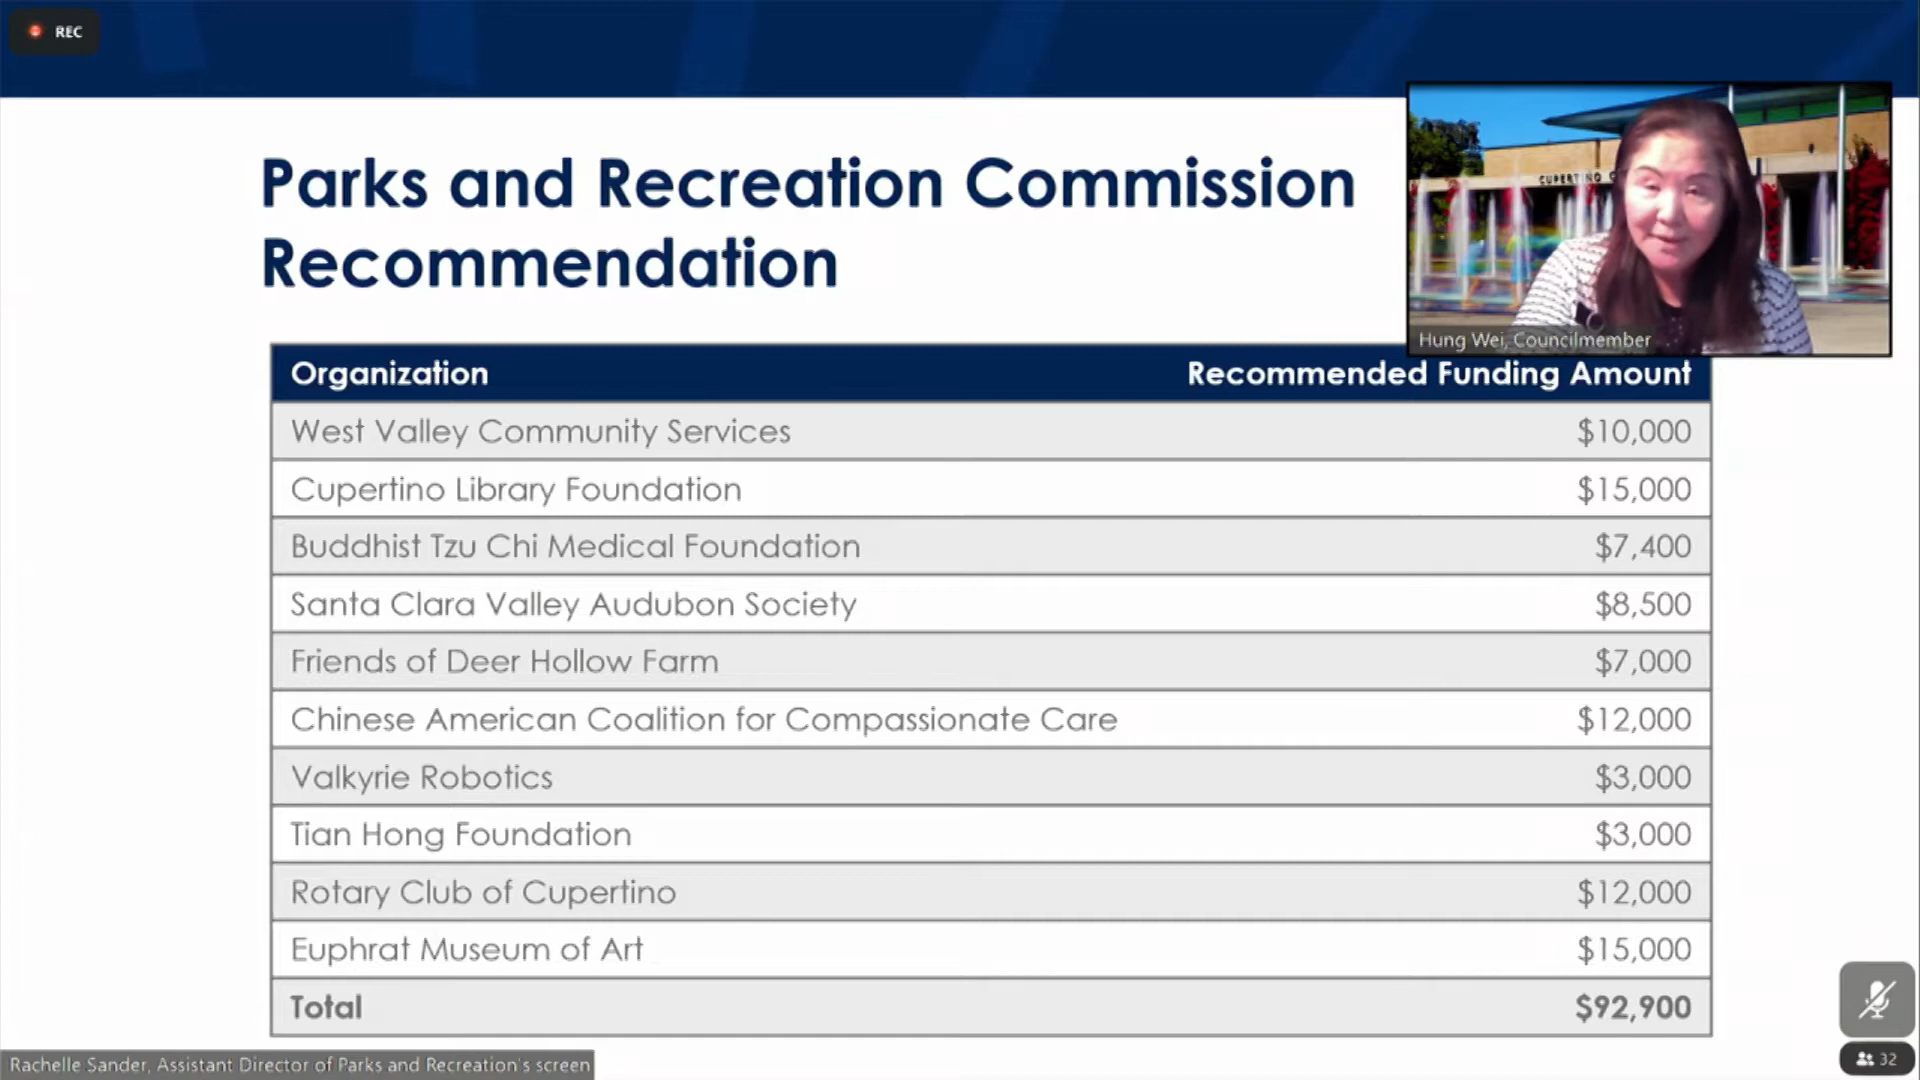 REC
Parks and Recreation Commission
Recommendation
CUPERTINO
Hung Wei, Councilmember
Organization Recommended Funding Amount
West Valley Community Services $10,000
Cupertino Library Foundation $15,000
Buddhist Tzu Chi Medical Foundation $7,400
Santa Clara Valley Audubon Society $8,500
Friends of Deer Hollow Farm $7,000
Chinese American Coalition for Compassionate Care $12,000
Valkyrie Robotics $3,000
Tian Hong Foundation $3,000
Rotary Club of Cupertino $12,000
Euphrat Museum of Art $15,000
Total $92,900
Rachelle Sander, Assistant Director of Parks and Recreation's screen
32